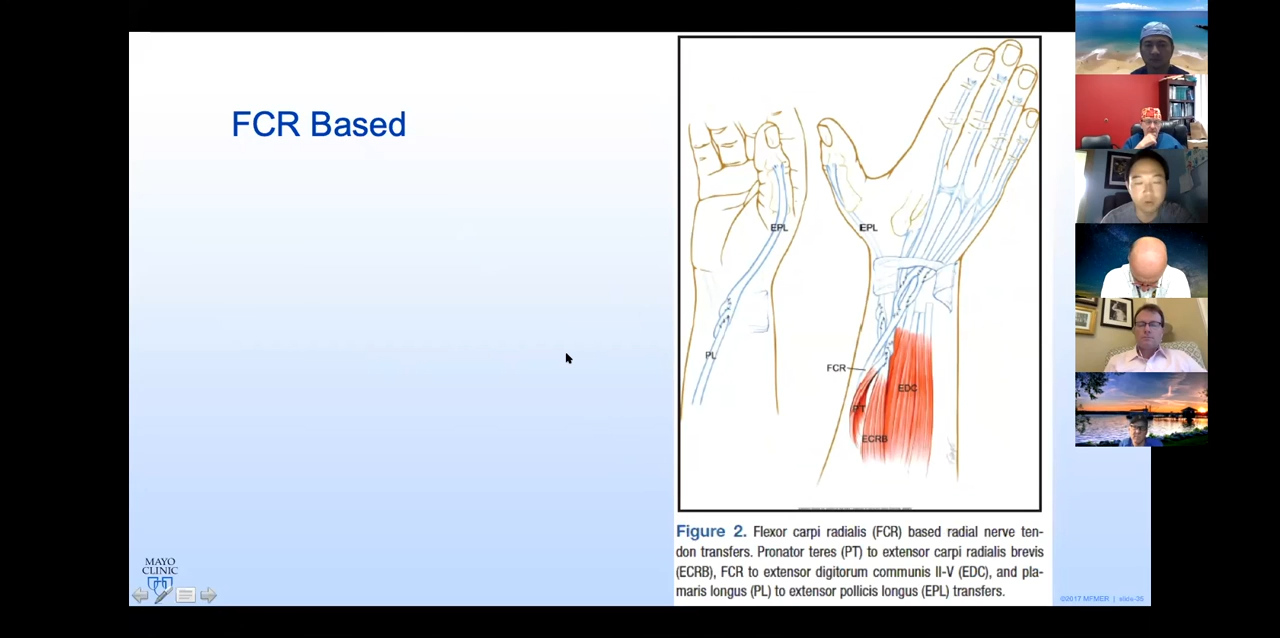 FCR Based
EPL
EPL
PL
FCR
EDC
PT
ECRB
Figure 2. Flexor carpi radialis (FCR) based radial nerve ten-
don transfers. Pronator teres (PT) to extensor carpi radialis brevis
(ECRB), FCR to extensor digitorum communis II-V (EDC), and pla-
maris longus (PL) to extensor pollicis longus (EPL) transfers.
MAYO
CLINIC
©2017 MFMER | slide-35